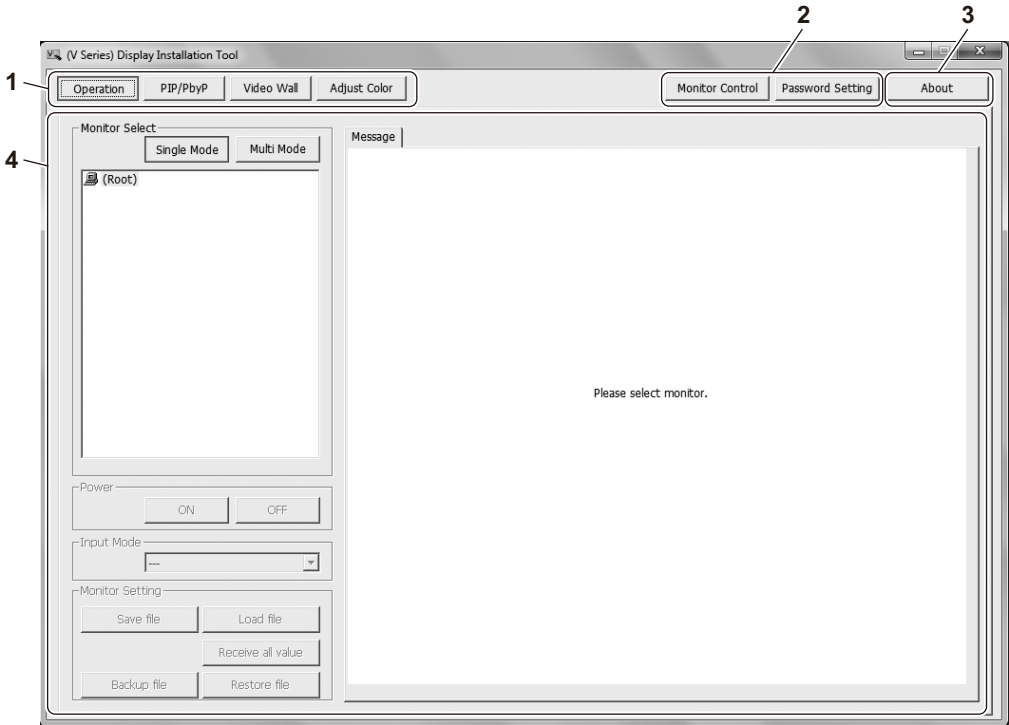 2
3
(V Series) Display Installation Tool
1
Operation PIP/PbyP Video Wall Adjust Color Monitor Control Password Setting About
4
Monitor Select
Single Mode Multi Mode
(Root)
Power
ON OFF
Input Mode
---
Monitor Setting
Save file Load file
Receive all value
Backup file Restore file
Message
Please select monitor.